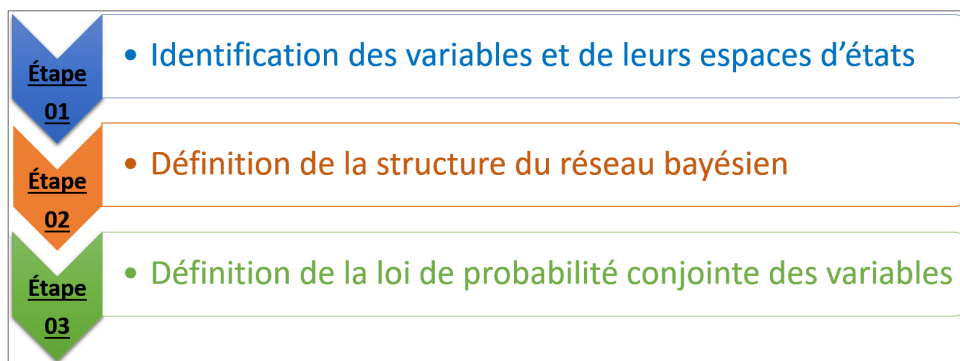 Étape
01
• Identification des variables et de leurs espaces d’états
Étape
02
• Définition de la structure du réseau bayésien
Étape
03
• Définition de la loi de probabilité conjointe des variables